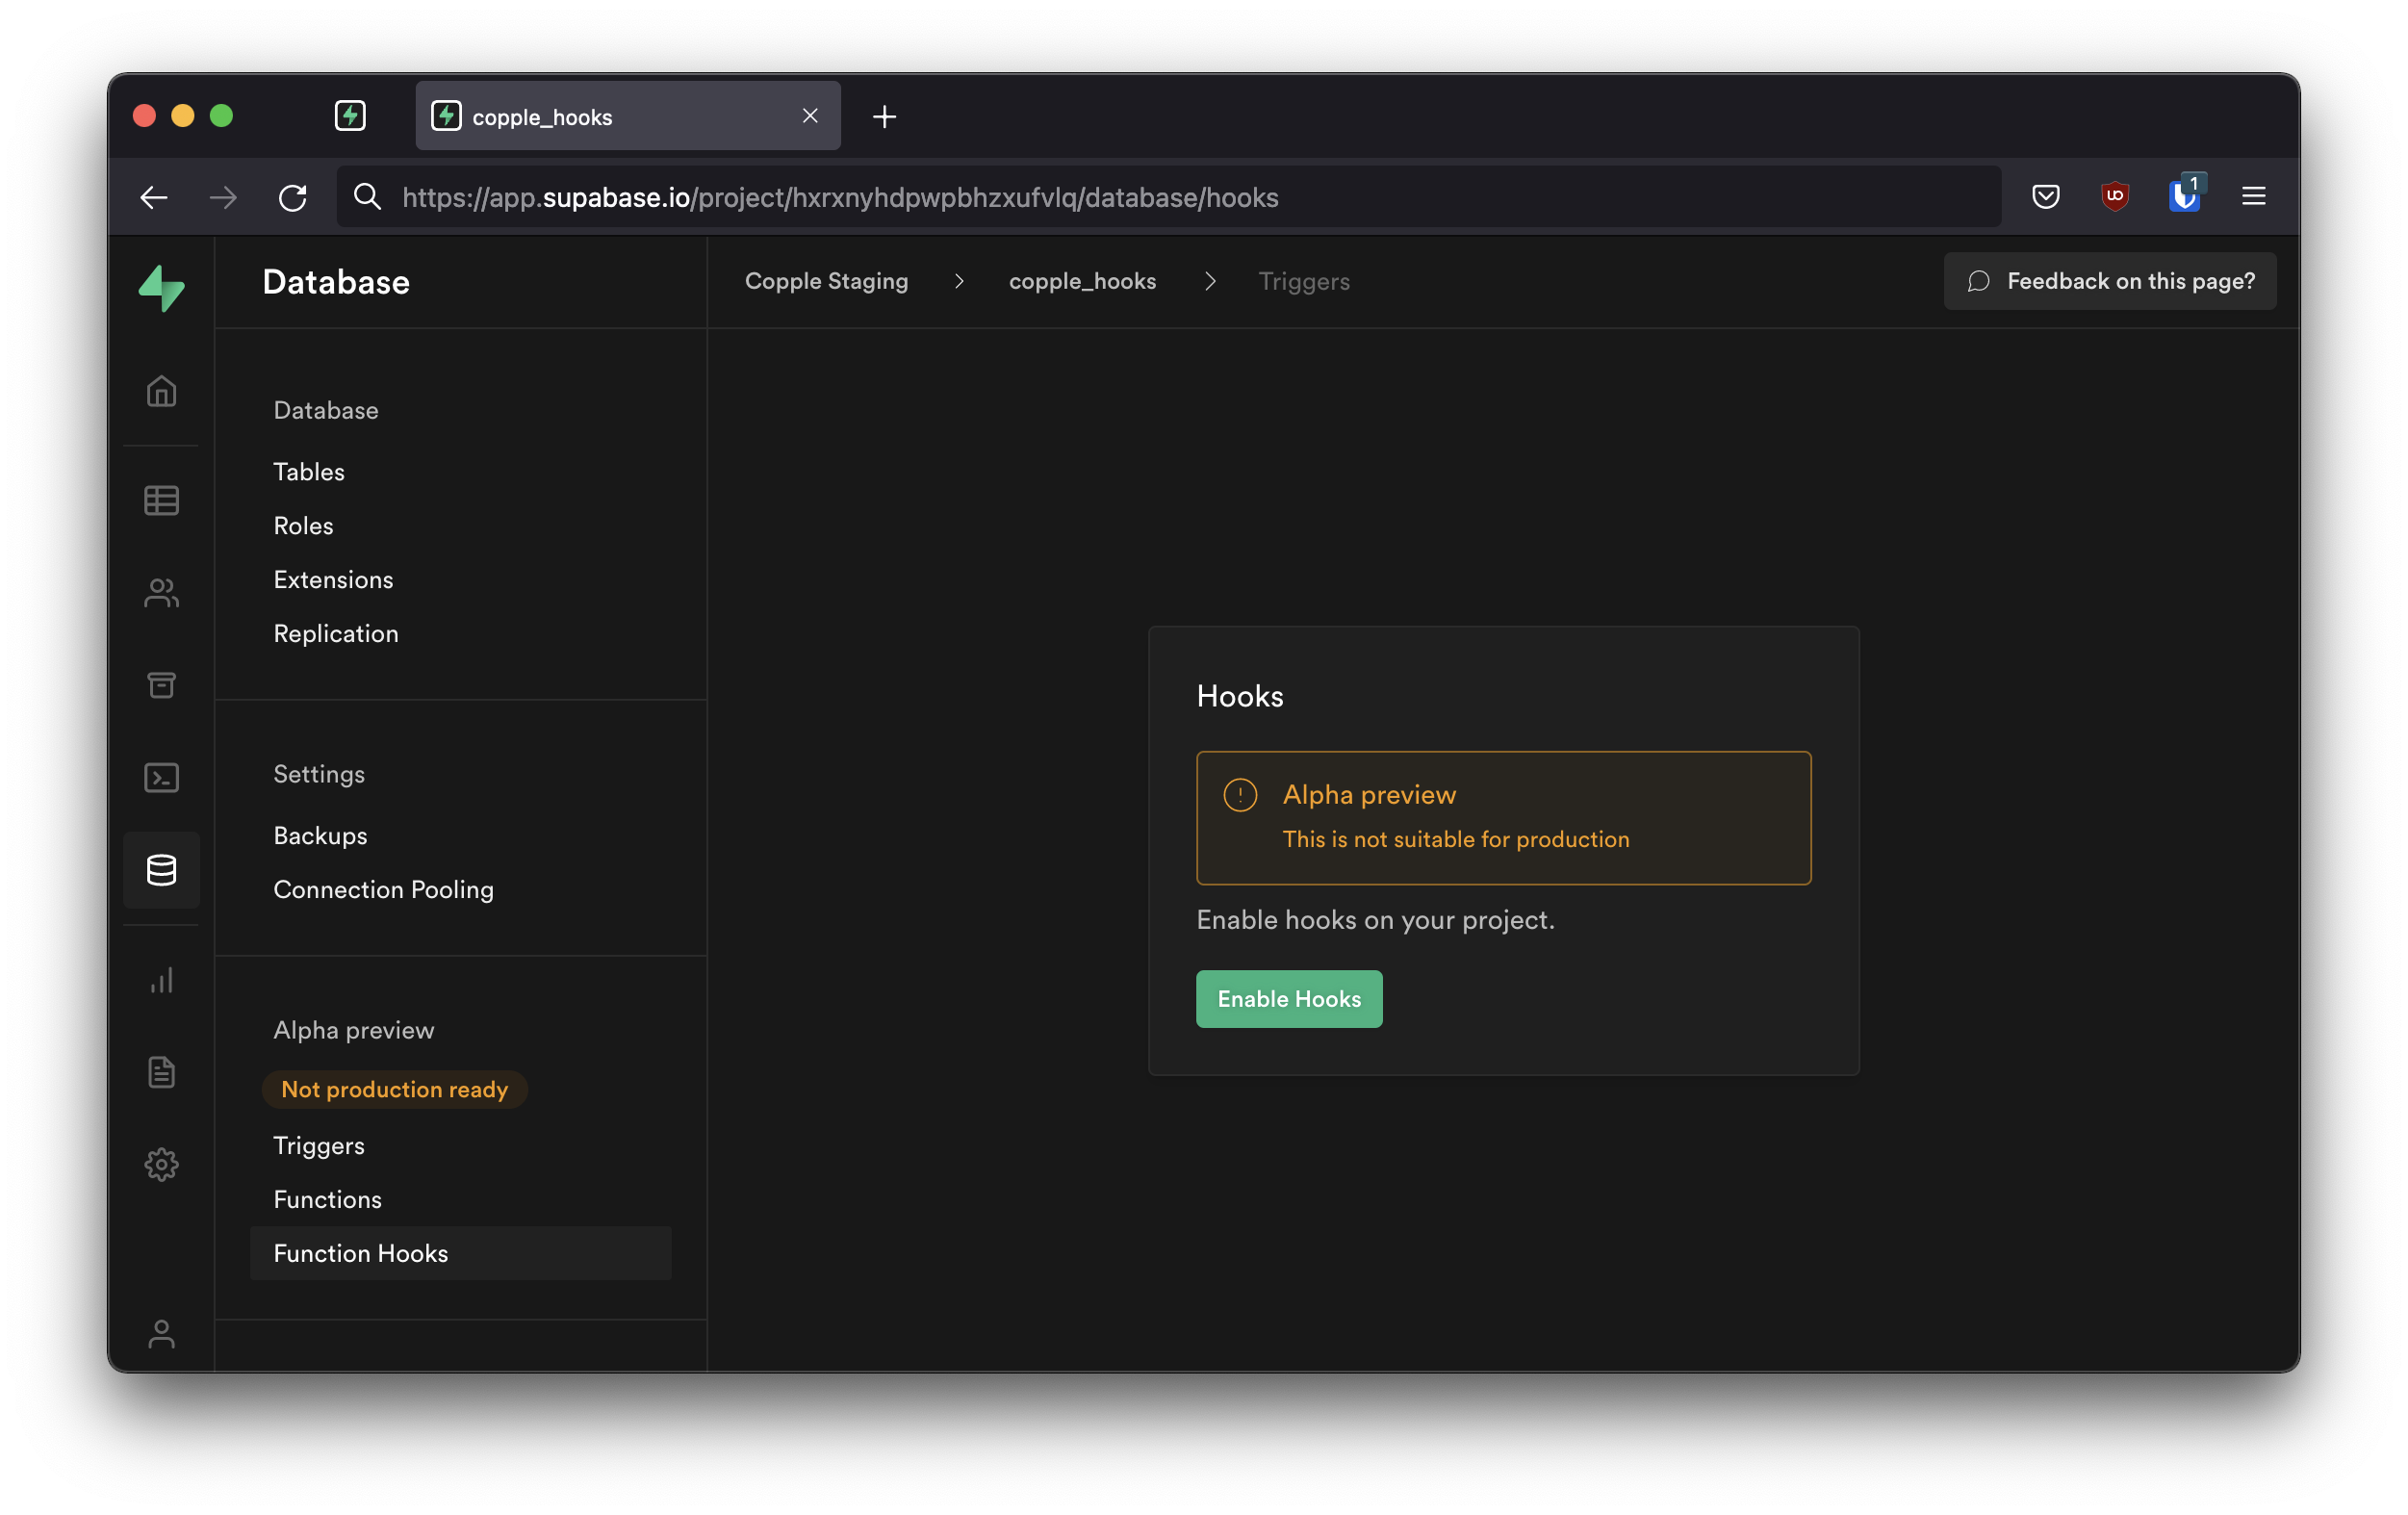 copple_hooks
https://app.supabase.io/project/hxrxnyhdpwpbhzxufvlq/database/hooks
1
Database
Copple Staging > copple_hooks > Triggers
Feedback on this page?
Database
Tables
Roles
Extensions
Replication
Settings
Backups
Connection Pooling
Alpha preview
Not production ready
Triggers
Functions
Function Hooks
Hooks
Alpha preview
This is not suitable for production
Enable hooks on your project.
Enable Hooks